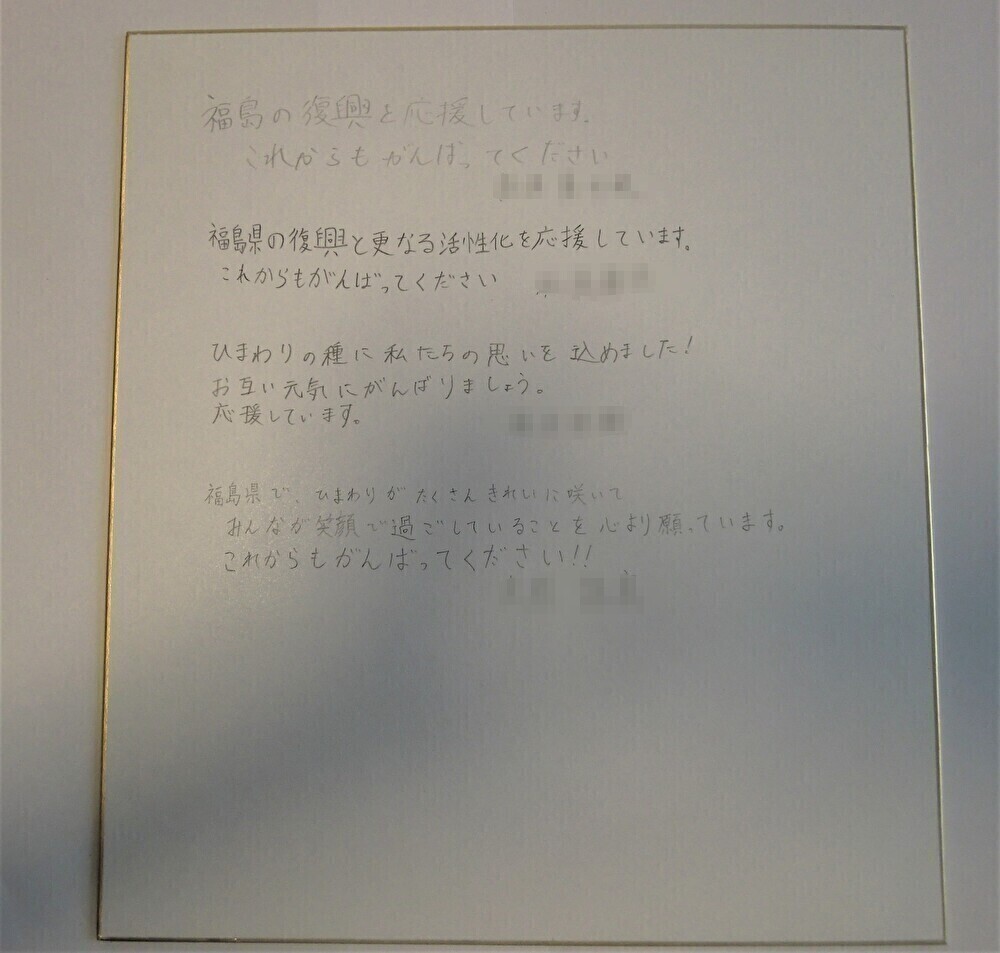 福島の復興と応援しています。
これからもがんばってください
福島県の復興と更なる活性化を応援しています。
これからもがんばってください
ひまわりの種に私たちの思いを込めました!
お互い元気にがんばりましょう。
応援しています。
福島県で、ひまわりがたくさんきれいに咲いて
みんなが笑顔で過ごしていることを心より願っています。
これからもがんばってください!!